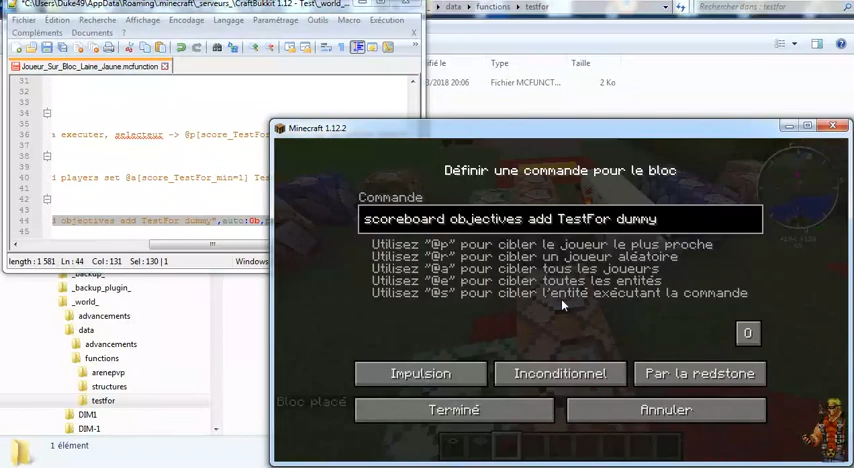 *C:\Users\Duke49\AppData\Roaming\.minecraft\_serveurs_\CraftBukkit 1.12 - Test\_world_
Fichier Édition Recherche Affichage Encodage Langage Paramétrage Outils Macro Exécution
Compléments Documents ? X
Joueur_Sur_Bloc_Laine_Jaune.mcfunction
31
32
33
34
35
36 a executer, selecteur -> @p[score_TestFor
37
38
39
40 d players set @a[score_TestFor_min=1] Tes
41
42
43
44 d objectives add TestFor dummy",auto:0b,
45
length : 1 581 Ln : 44 Col : 131 Sel : 130 | 1 Windows
data functions testfor
Rechercher dans : testfor
Type Taille
/2018 20:06 Fichier MCFUNCT... 2 Ko
_backup_
_backup_plugin_
_world_
advancements
data
advancements
functions
arenepvp
structures
testfor
DIM1
DIM-1
1 élément
Minecraft 1.12.2
Définir une commande pour le bloc
Commande
scoreboard objectives add TestFor dummy
Utilisez "@p" pour cibler le joueur le plus proche
Utilisez "@r" pour cibler un joueur aléatoire
Utilisez "@a" pour cibler tous les joueurs
Utilisez "@e" pour cibler toutes les entités
Utilisez "@s" pour cibler l'entité exécutant la commande
O
Impulsion Inconditionnel Par la redstone
Bloc placé
Terminé Annuler